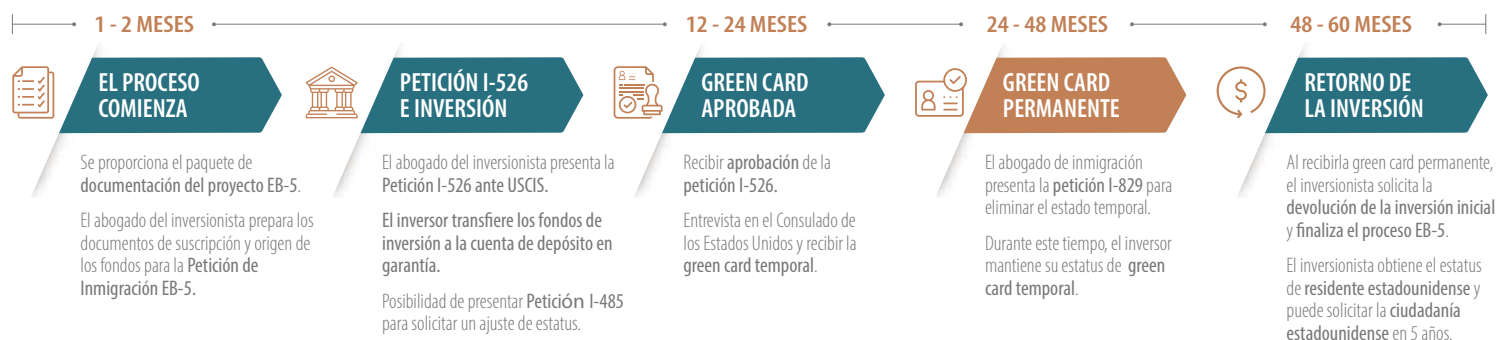 1 - 2 MESES
12 - 24 MESES
24 - 48 MESES
48 - 60 MESES
EL PROCESO
COMIENZA
Se proporciona el paquete de
documentación del proyecto EB-5.
El abogado del inversionista prepara los
documentos de suscripción y origen de
los fondos para la Petición de
Inmigración EB-5.
PETICIÓN I-526
E INVERSIÓN
El abogado del inversionista presenta la
Petición I-526 ante USCIS.
El inversor transfiere los fondos de
inversión a la cuenta de depósito en
garantía.
Posibilidad de presentar Petición I-485
para solicitar un ajuste de estatus.
GREEN CARD
APROBADA
Recibir aprobación de la
petición I-526.
Entrevista en el Consulado de
los Estados Unidos y recibir la
green card temporal.
GREEN CARD
PERMANENTE
El abogado de inmigración
presenta la petición I-829 para
eliminar el estado temporal.
Durante este tiempo, el inversor
mantiene su estatus de green
card temporal.
RETORNO DE
LA INVERSIÓN
Al recibirla green card permanente,
el inversionista solicita la
devolución de la inversión inicial
y finaliza el proceso EB-5.
El inversionista obtiene el estatus
de residente estadounidense y
puede solicitar la ciudadanía
estadounidense en 5 años.